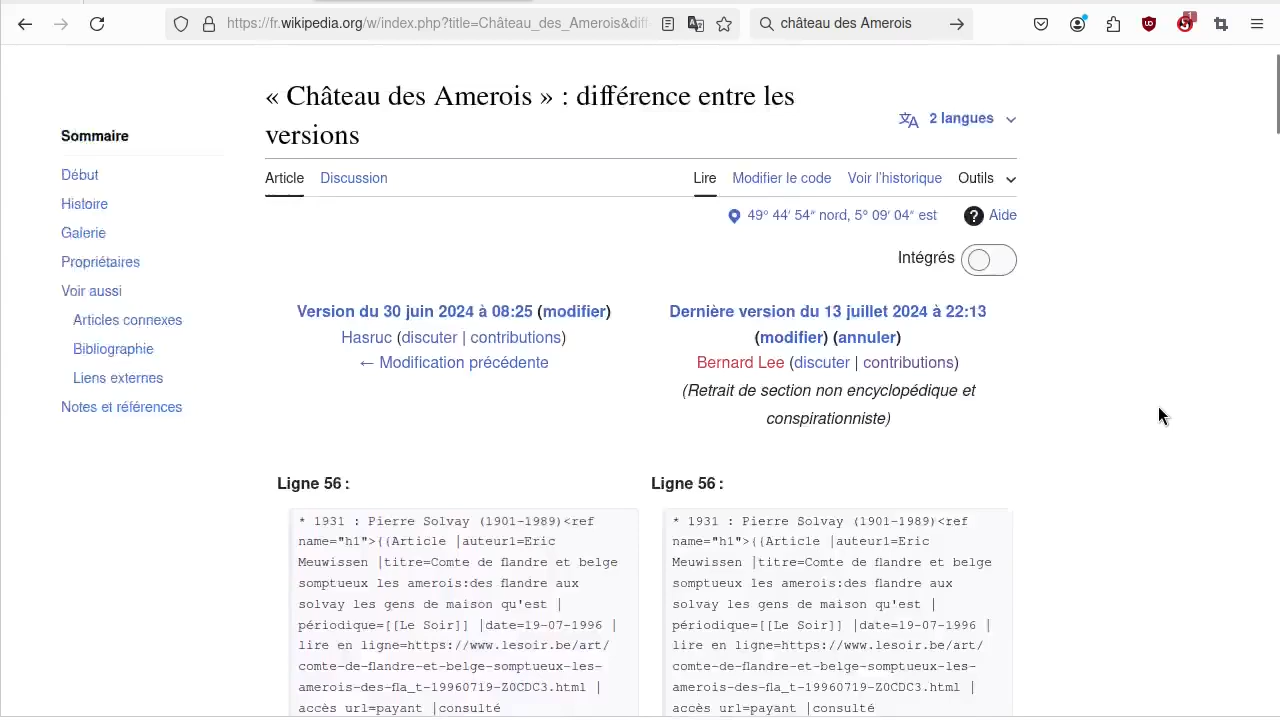 https://fr.wikipedia.org/w/index.php?title=Château_des_Amerois&diff
château des Amerois
1
« Château des Amerois » : différence entre les
versions
2 langues
Sommaire
Début
Histoire
Galerie
Propriétaires
Voir aussi
Articles connexes
Bibliographie
Liens externes
Notes et références
Article Discussion Lire Modifier le code Voir l'historique Outils
49° 44′ 54″ nord, 5° 09′ 04″ est ? Aide
Intégrés
Version du 30 juin 2024 à 08:25 (modifier)
Hasruc (discuter | contributions)
← Modification précédente
Dernière version du 13 juillet 2024 à 22:13
(modifier) (annuler)
Bernard Lee (discuter | contributions)
(Retrait de section non encyclopédique et
conspirationniste)
Ligne 56 :
* 1931 : Pierre Solvay (1901-1989)<ref
name="h1">{{Article |auteur1=Eric
Meuwissen |titre=Comte de flandre et belge
somptueux les amerois:des flandre aux
solvay les gens de maison qu'est |
périodique=[[Le Soir]] |date=19-07-1996 |
lire en ligne=https://www.lesoir.be/art/
comte-de-flandre-et-belge-somptueux-les-
amerois-des-fla_t-19960719-Z0CDC3.html |
accès url=payant |consulté
Ligne 56 :
* 1931 : Pierre Solvay (1901-1989)<ref
name="h1">{{Article |auteur1=Eric
Meuwissen |titre=Comte de flandre et belge
somptueux les amerois:des flandre aux
solvay les gens de maison qu'est |
périodique=[[Le Soir]] |date=19-07-1996 |
lire en ligne=https://www.lesoir.be/art/
comte-de-flandre-et-belge-somptueux-les-
amerois-des-fla_t-19960719-Z0CDC3.html |
accès url=payant |consulté